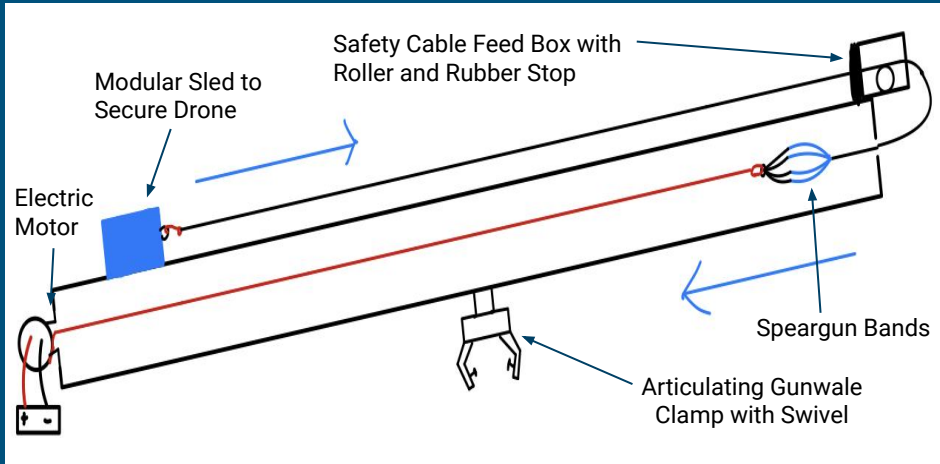 Safety Cable Feed Box with
Roller and Rubber Stop
Modular Sled to
Secure Drone
Electric
Motor
Speargun Bands
Articulating Gunwale
Clamp with Swivel
+ -